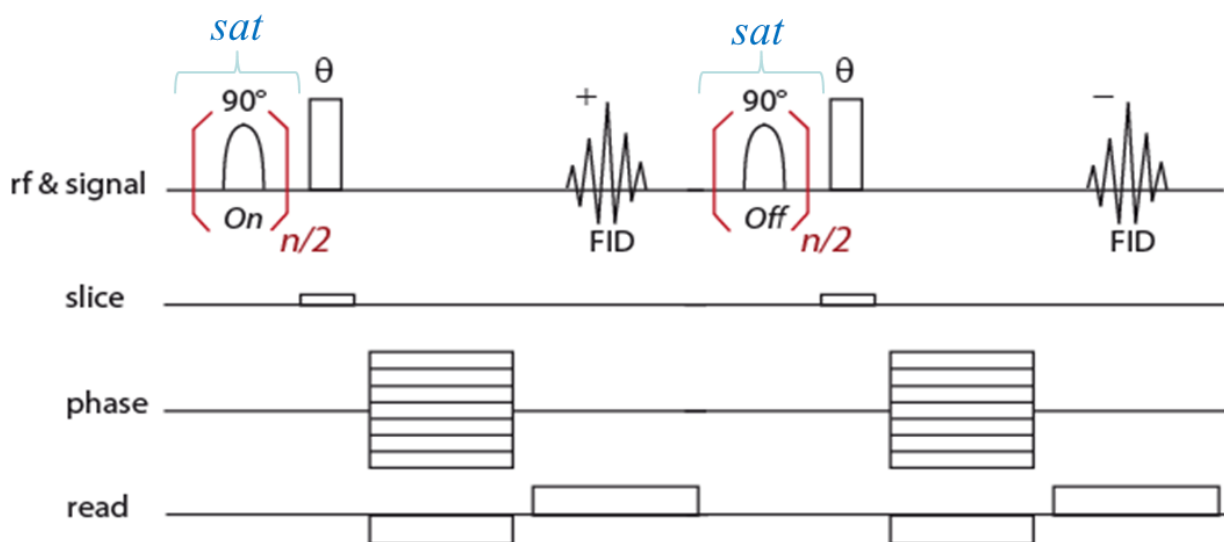 sat sat
θ θ
90° + 90° −
rf & signal
On Off
n/2 FID n/2 FID
slice
phase
read